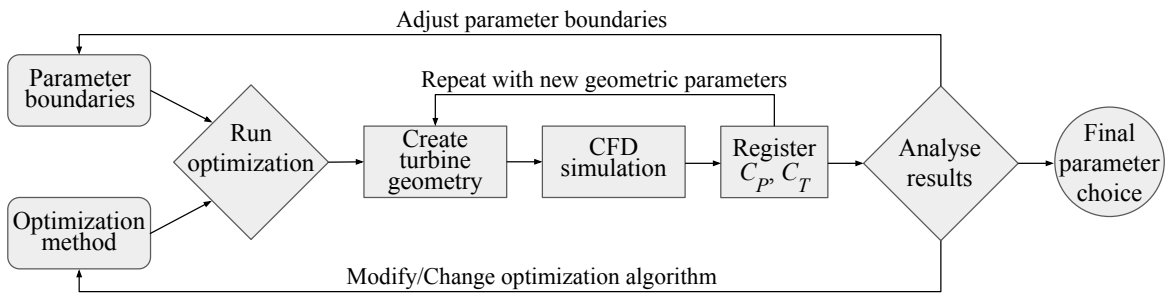 Adjust parameter boundaries
Parameter
boundaries
Repeat with new geometric parameters
Run
optimization
Create
turbine
geometry
CFD
simulation
Register
C_P, C_T
Analyse
results
Final
parameter
choice
Optimization
method
Modify/Change optimization algorithm